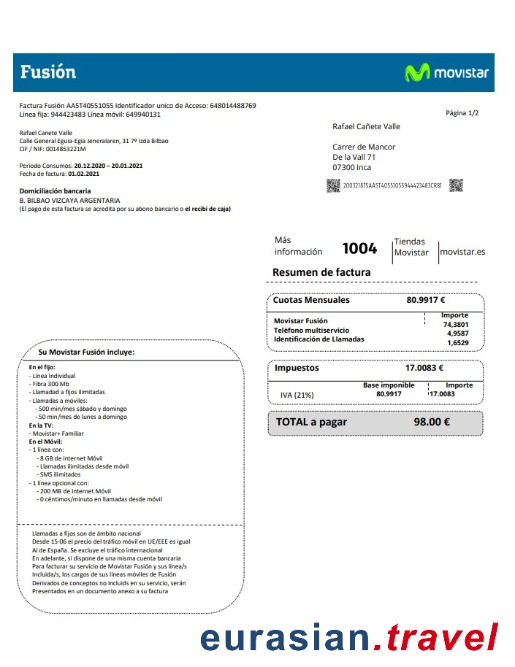 Fusión
movistar
Factura Fusión AA5T40551055 Identificador unico de Acceso: 648014488769
Línea fija: 944423483 Línea móvil: 649940131
Página 1/2
Rafael Canete Valle
Calle General Eguia-Egia Jeneralaren, 31 7º Izda Bilbao
CIF / NIF: 00148S3221M
Rafael Cañete Valle
Carrer de Mancor
De la Vall 71
07300 Inca
Periodo Consumos: 20.12.2020 – 20.01.2021
Fecha de factura: 01.02.2021
200321815AA5T40551055944423483CR81
Domiciliación bancaria
B. BILBAO VIZCAYA ARGENTARIA
(El pago de esta factura se acredita por su abono bancario o el recibí de caja)
Más información 1004 Tiendas Movistar movistar.es
Resumen de factura
Cuotas Mensuales 80.9917 €
Importe
Movistar Fusión 74,3801
Teléfono multiservicio 4,9587
Identificación de Llamadas 1,6529
Impuestos 17.0083 €
Base imponible Importe
IVA (21%) 80.9917 17.0083
TOTAL a pagar 98.00 €
Su Movistar Fusión incluye:
En el fijo:
- Línea Individual
- Fibra 300 Mb
- Llamadad a fijos ilimitadas
- Llamadas a móviles:
- 500 min/mes sábado y domingo
- 50 min/mes de lunes a domingo
En la TV:
- Movistar+ Familiar
En el Móvil:
- 1 línea con:
- 8 GB de Internet Móvil
- Llamadas ilimitadas desde móvil
- SMS ilimitados
- 1 línea opcional con:
- 200 MB de Internet Móvil
- 0 céntimos/minuto en llamadas desde móvil
Llamadas a fijos son de ámbito nacional
Desde 15-06 el precio del tráfico móvil en UE/EEE es igual
Al de España. Se excluye el tráfico internacional
En adelante, si dispone de una misma cuenta bancaria
Para facturar su servicio de Movistar Fusión y sus línea/s
Incluida/s, los cargos de sus líneas móviles de Fusión
Derivados de conceptos no incluids en su servicio, serán
Presentados en un documento anexo a su factura
eurasian.travel